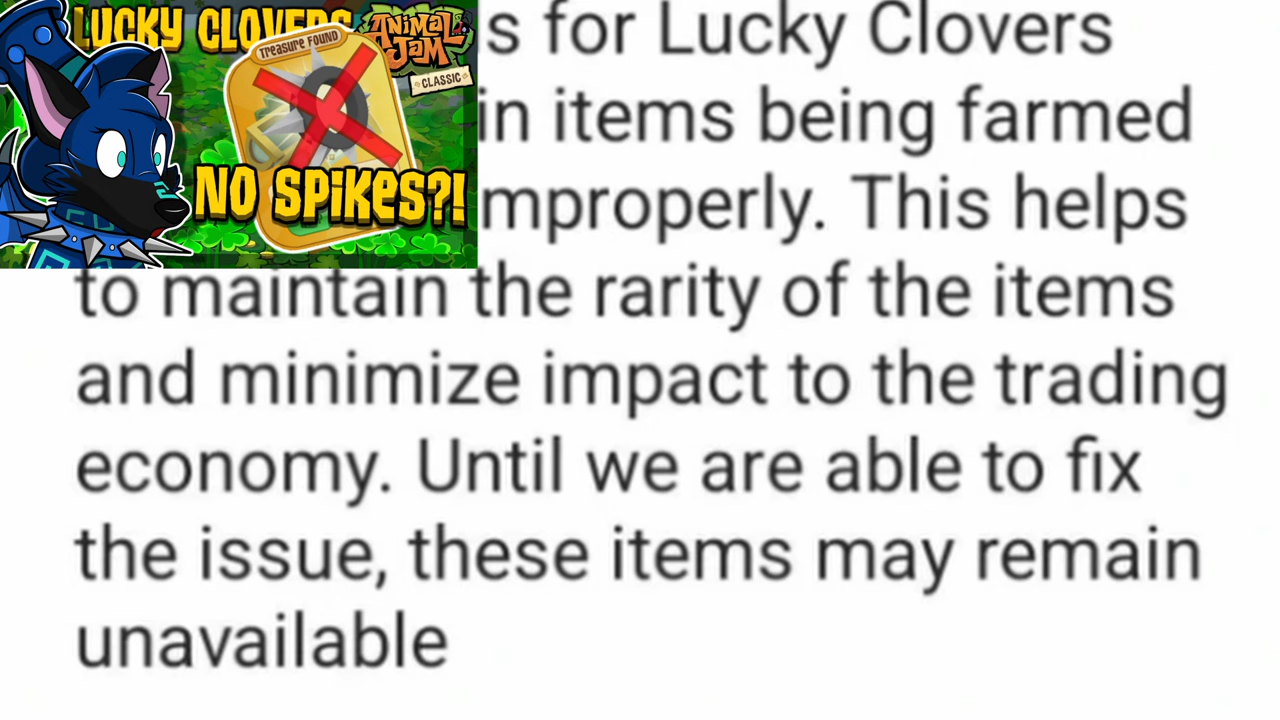 LUCKY CLOVERS
TREASURE FOUND
ANIMAL
JAM
CLASSIC
NO SPIKES?!
s for Lucky Clovers
in items being farmed
mproperly. This helps
to maintain the rarity of the items
and minimize impact to the trading
economy. Until we are able to fix
the issue, these items may remain
unavailable